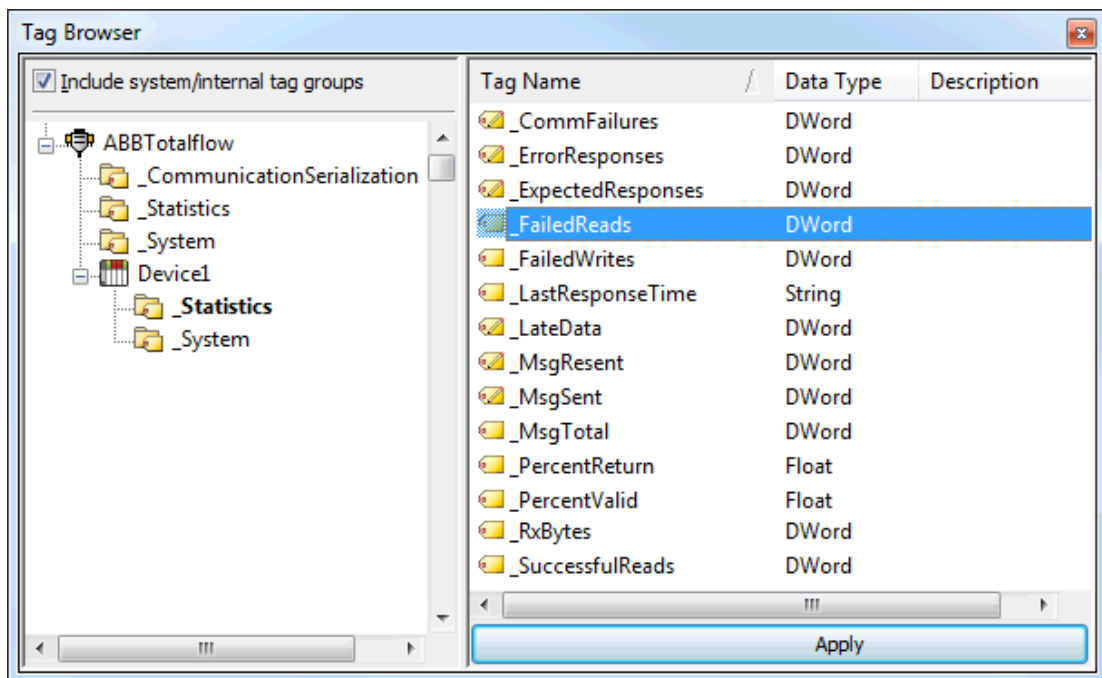 Tag Browser
Include system/internal tag groups
ABBTotalflow
_CommunicationSerialization
_Statistics
_System
Device1
_Statistics
_System
Tag Name Data Type Description
_CommFailures DWord
_ErrorResponses DWord
_ExpectedResponses DWord
_FailedReads DWord
_FailedWrites DWord
_LastResponseTime String
_LateData DWord
_MsgResent DWord
_MsgSent DWord
_MsgTotal DWord
_PercentReturn Float
_PercentValid Float
_RxBytes DWord
_SuccessfulReads DWord
Apply